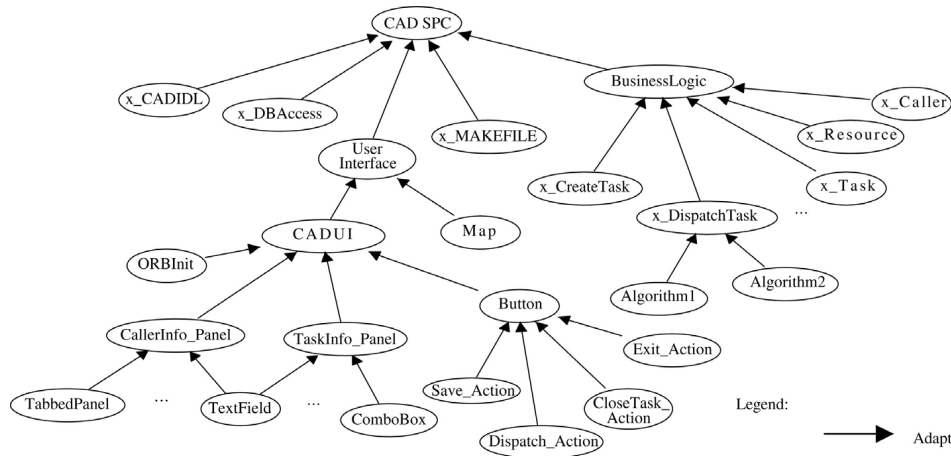 CAD SPC
BusinessLogic
x_CADIDL
x_DBAccess
x_Caller
x_MAKEFILE
x_Resource
User
Interface
x_CreateTask
x_Task
x_DispatchTask
...
CADUI
Map
ORBInit
Algorithm2
Algorithm1
Button
CallerInfo_Panel
TaskInfo_Panel
Exit_Action
Save_Action
TabbedPanel
...
TextField
...
ComboBox
CloseTask_
Action
Dispatch_Action
Legend:
Adapt